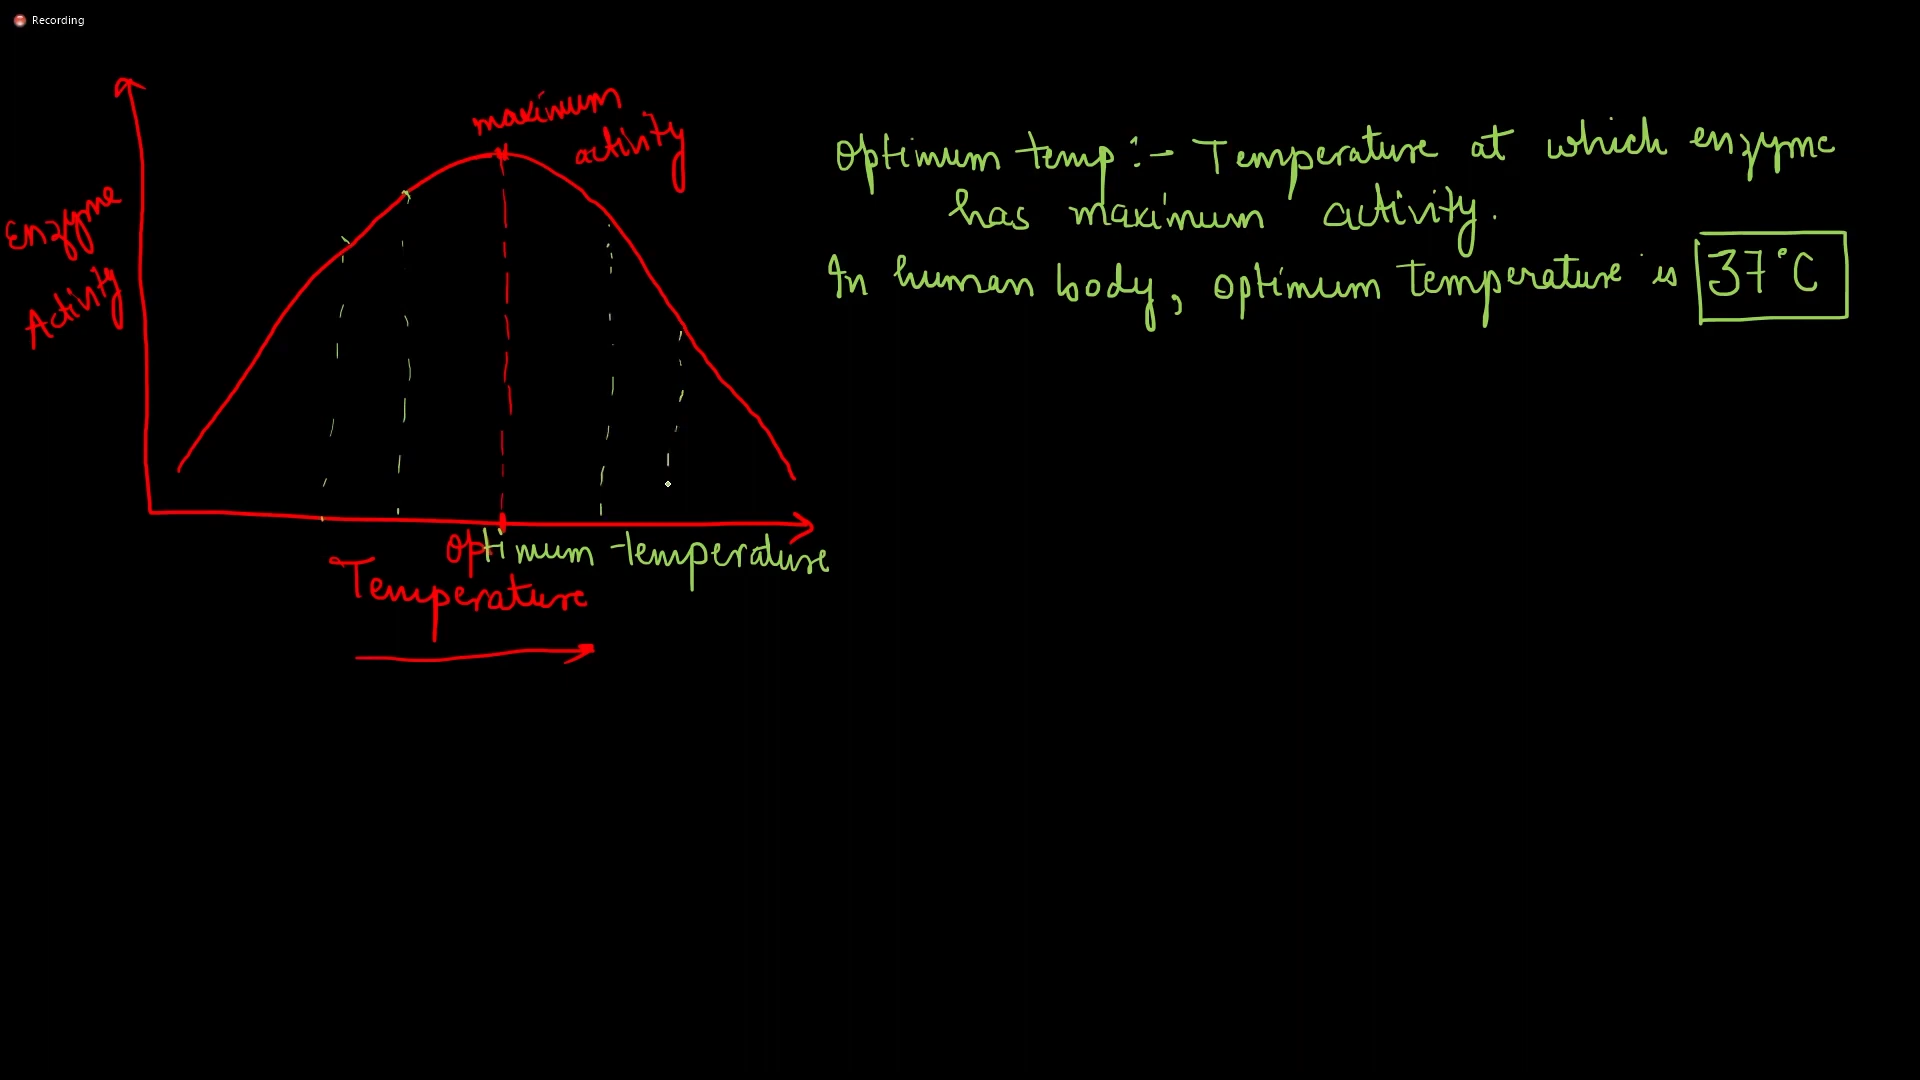 Recording
maximum
activity
Enzyme
Activity
Optimum temperature
Temperature
Optimum temp :- Temperature at which enzyme
has maximum activity.
In human body, optimum temperature is 37°C